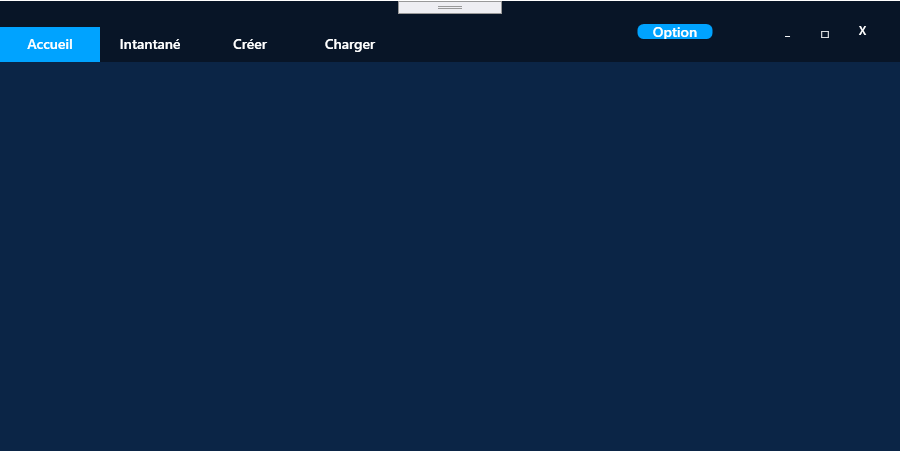 Accueil
Intantané
Créer
Charger
Option
X